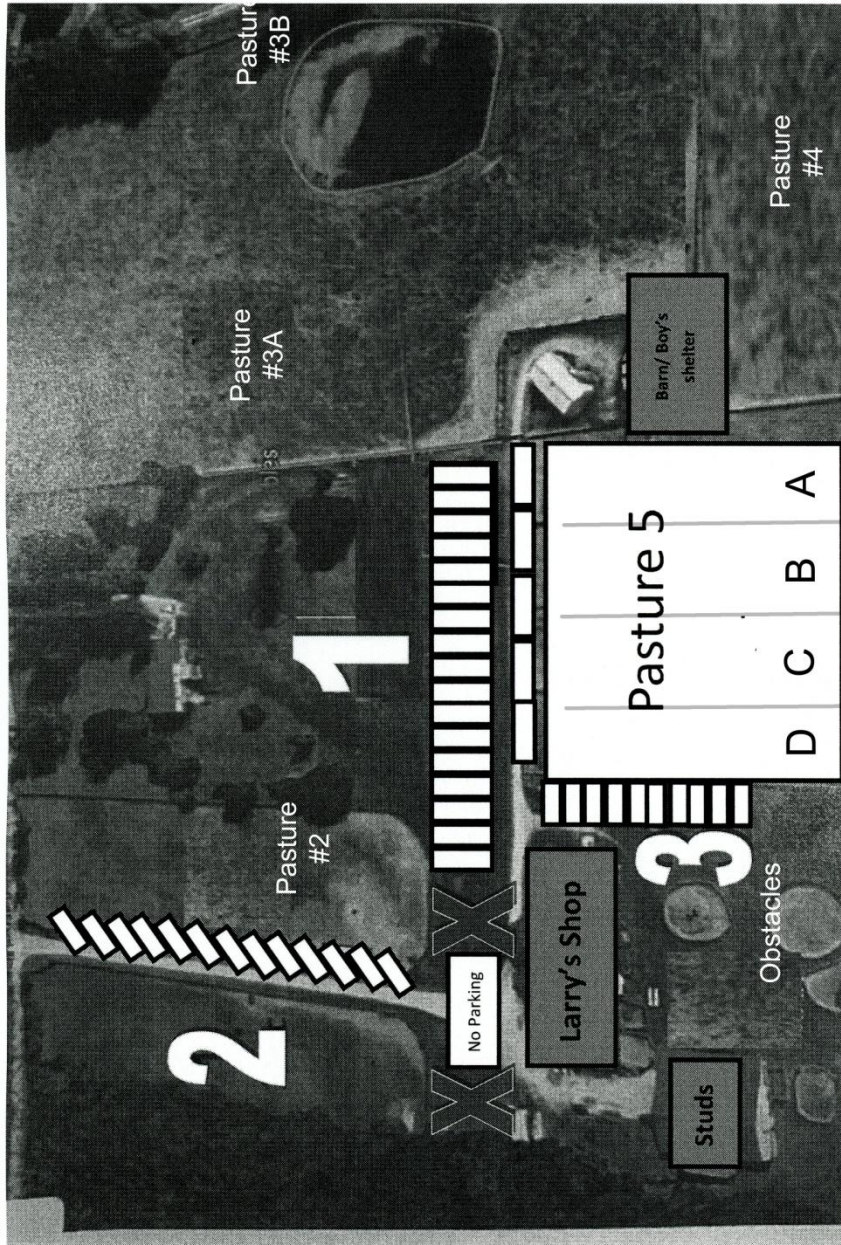 2
Pasture
#2
Pasture
#3A
Pasture
#3B
1
X
No Parking
X
Larry's Shop
Pasture 5
Barn/ Boy's
shelter
Studs
3
Obstacles
D C B A
Pasture
#4